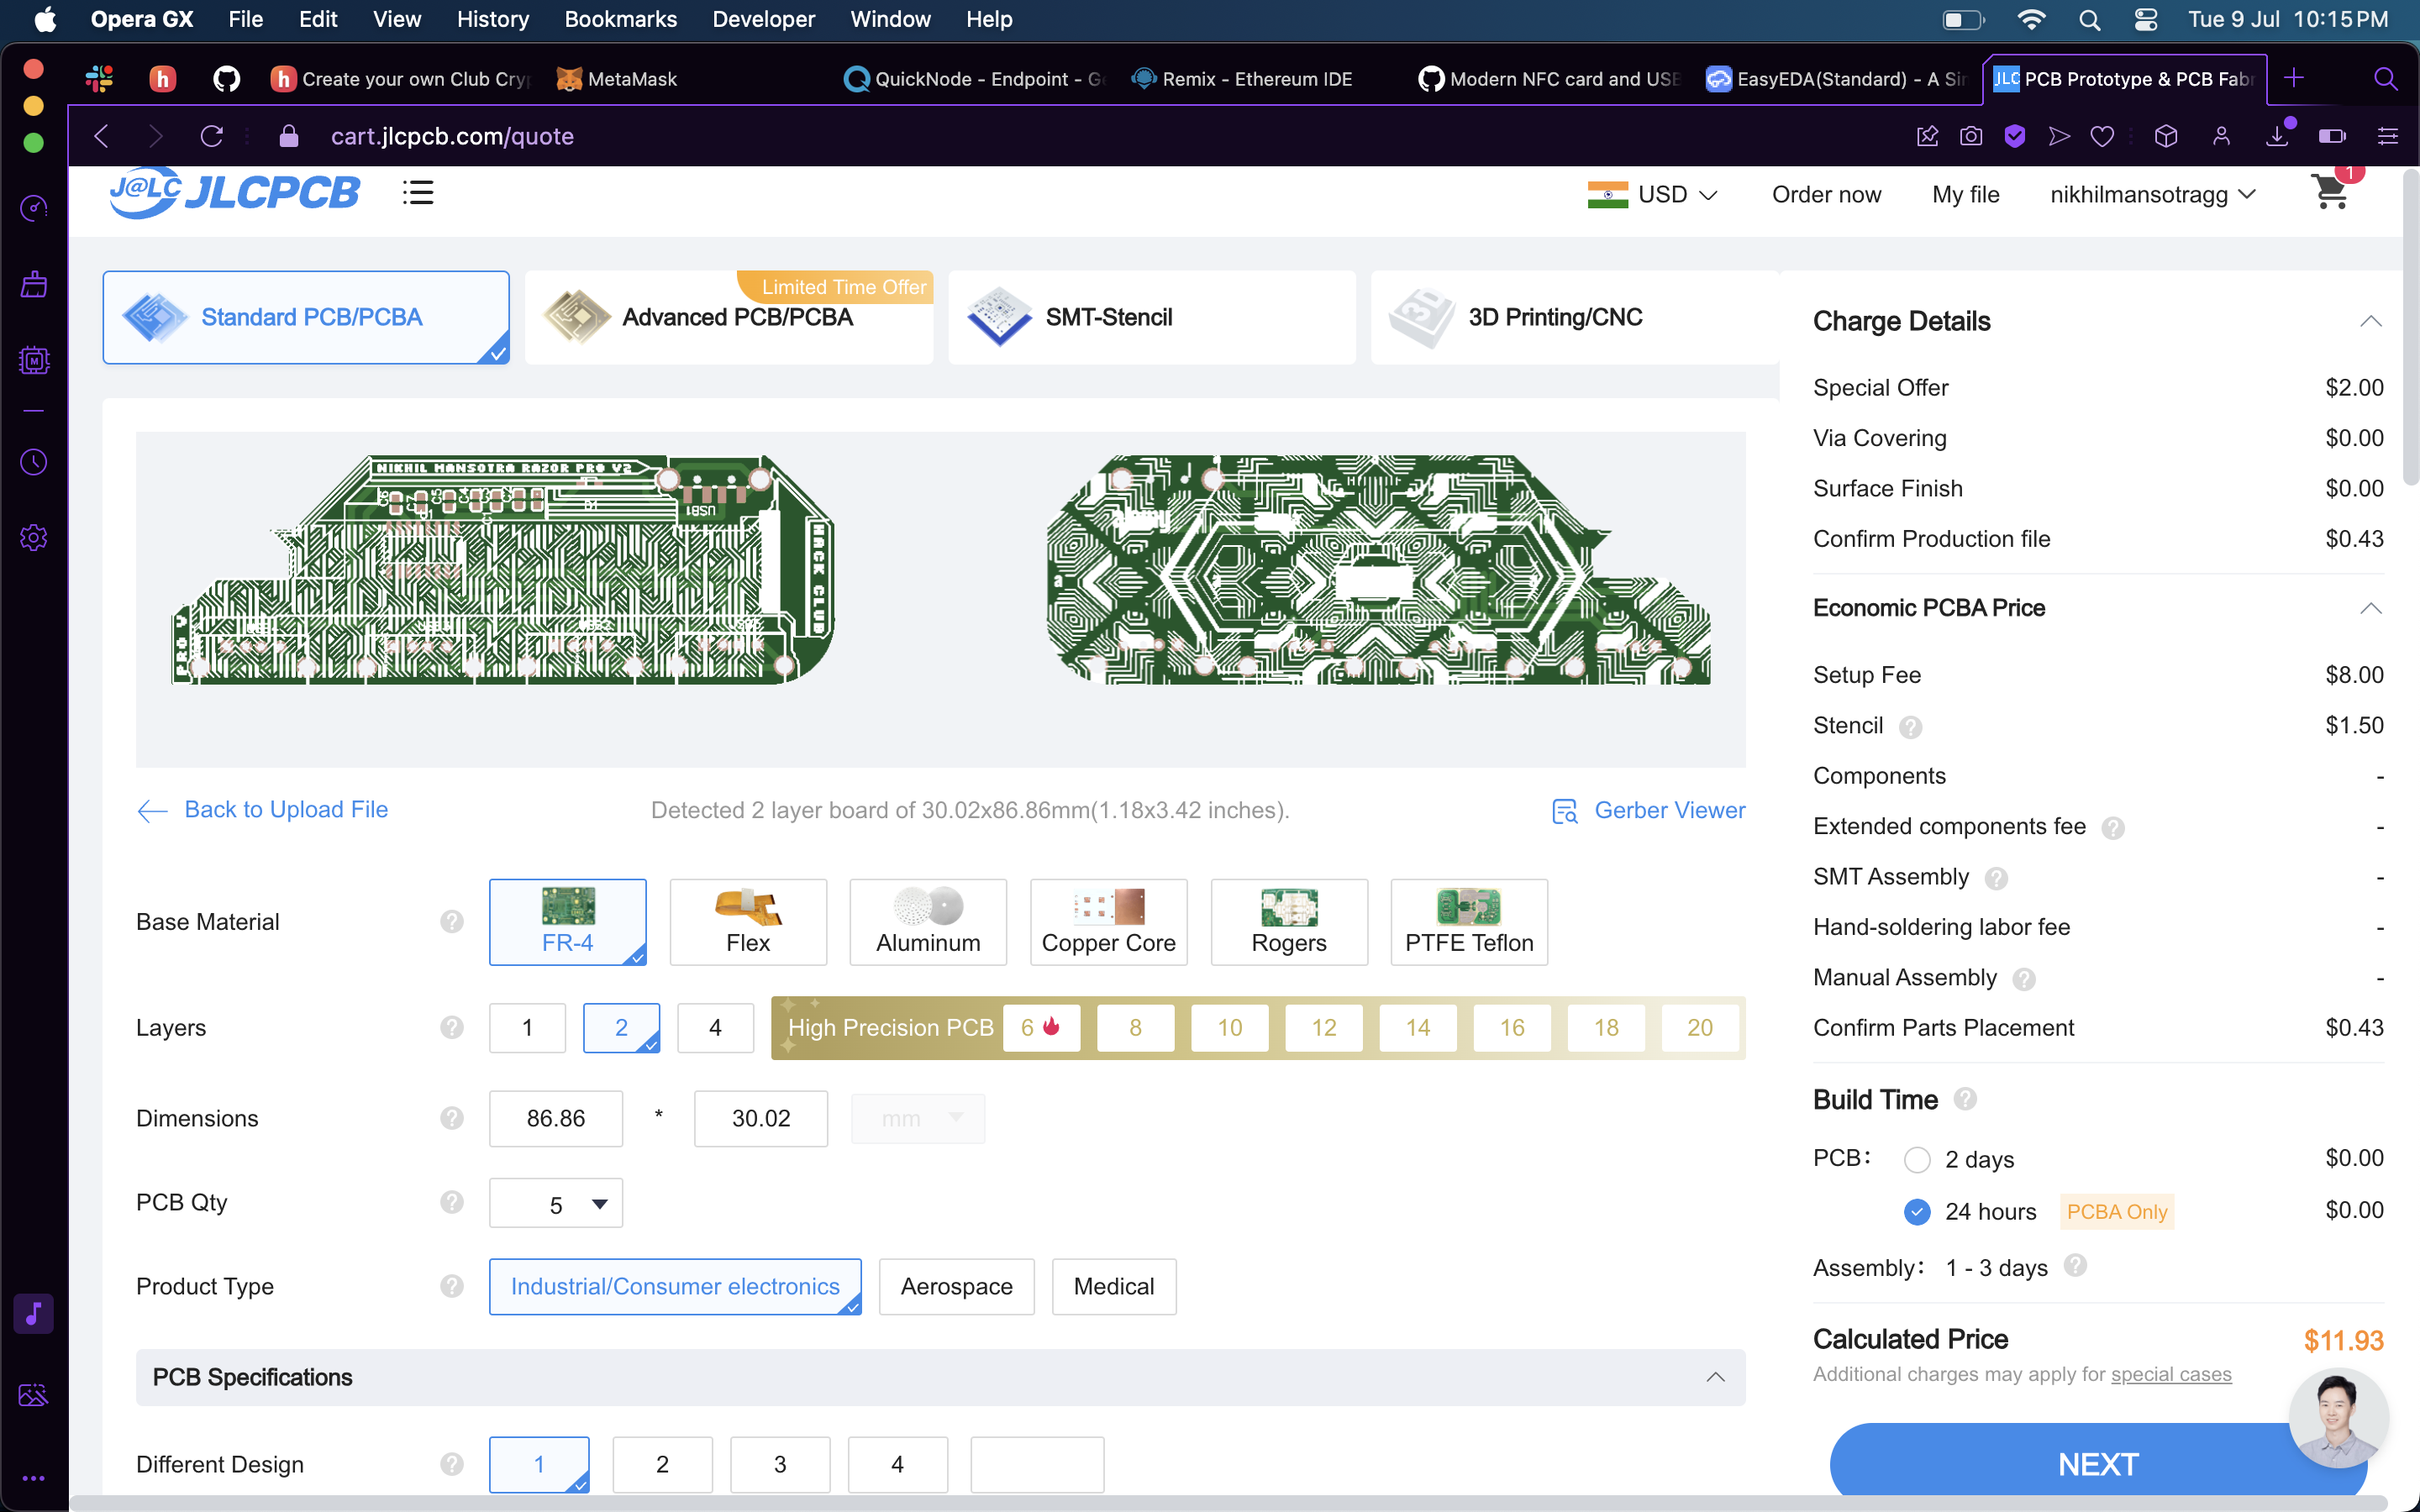 Opera GX File Edit View History Bookmarks Developer Window Help Tue 9 Jul 10:15 PM
Create your own Club Cry MetaMask QuickNode - Endpoint - G Remix - Ethereum IDE Modern NFC card and USB EasyEDA(Standard) - A Sir JLC PCB Prototype & PCB Fabr
cart.jlcpcb.com/quote
J@LC JLCPCB USD Order now My file nikhilmansotragg 1
Standard PCB/PCBA
Limited Time Offer
Advanced PCB/PCBA
SMT-Stencil
3D Printing/CNC
NIKHIL MANSOTRA RAZOR PRO V2
USB1
HACK CLUB
Back to Upload File Detected 2 layer board of 30.02x86.86mm(1.18x3.42 inches). Gerber Viewer
Base Material ? FR-4 Flex Aluminum Copper Core Rogers PTFE Teflon
Layers ? 1 2 4 High Precision PCB 6 8 10 12 14 16 18 20
Dimensions ? 86.86 * 30.02 mm
PCB Qty ? 5
Product Type ? Industrial/Consumer electronics Aerospace Medical
PCB Specifications
Different Design ? 1 2 3 4
Charge Details
Special Offer $2.00
Via Covering $0.00
Surface Finish $0.00
Confirm Production file $0.43
Economic PCBA Price
Setup Fee $8.00
Stencil ? $1.50
Components -
Extended components fee ? -
SMT Assembly ? -
Hand-soldering labor fee -
Manual Assembly ? -
Confirm Parts Placement $0.43
Build Time ?
PCB: 2 days $0.00
24 hours PCBA Only $0.00
Assembly: 1 - 3 days ?
Calculated Price $11.93
Additional charges may apply for special cases
NEXT